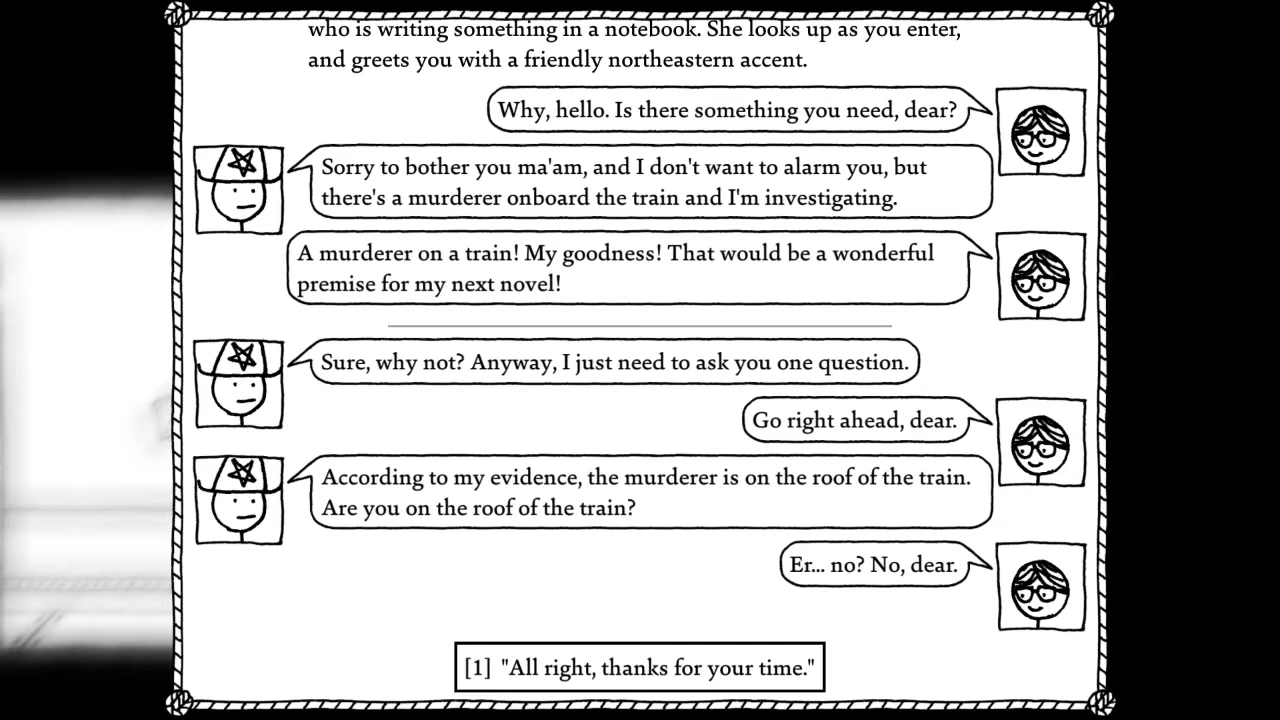 who is writing something in a notebook. She looks up as you enter,
and greets you with a friendly northeastern accent.
Why, hello. Is there something you need, dear?
Sorry to bother you ma'am, and I don't want to alarm you, but
there's a murderer onboard the train and I'm investigating.
A murderer on a train! My goodness! That would be a wonderful
premise for my next novel!
Sure, why not? Anyway, I just need to ask you one question.
Go right ahead, dear.
According to my evidence, the murderer is on the roof of the train.
Are you on the roof of the train?
Er... no? No, dear.
[1] "All right, thanks for your time."